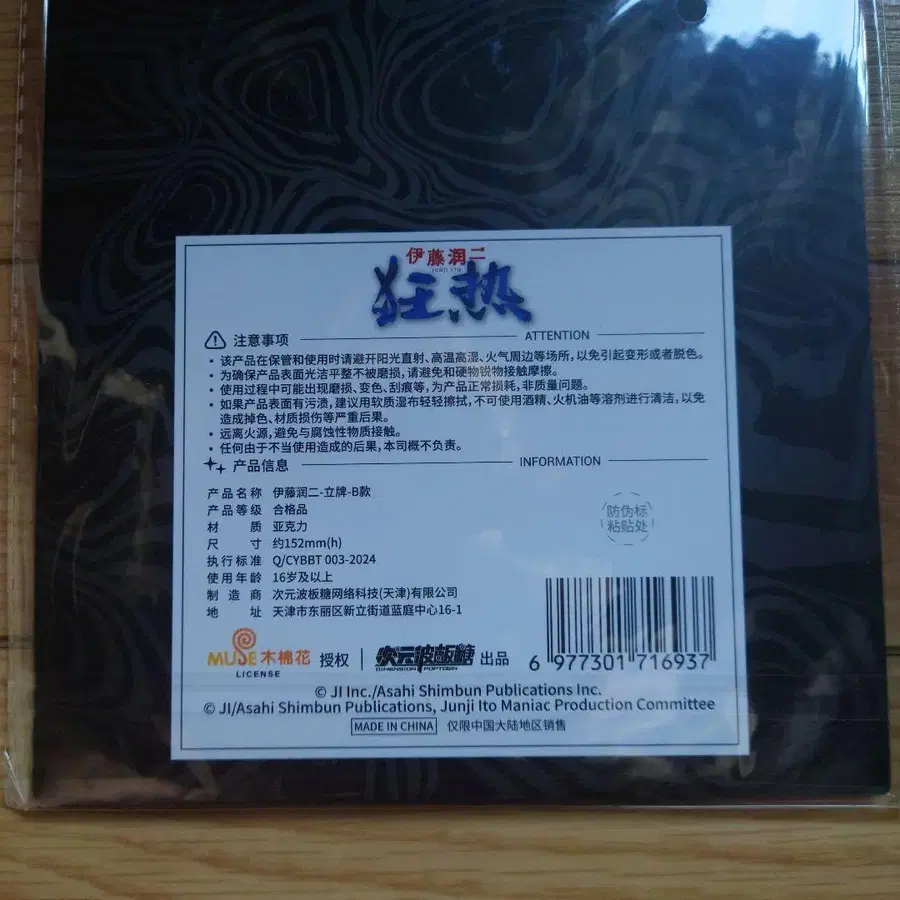 伊藤润二
JUNJI ITO
狂热
注意事项 ATTENTION
• 该产品在保管和使用时请避开阳光直射、高温高湿、火气周边等场所，以免引起变形或者脱色。
• 为确保产品表面光洁平整不被磨损，请避免和硬物锐物接触摩擦。
• 使用过程中可能出现磨损、变色、刮痕等，为产品正常损耗，非质量问题。
• 如果产品表面有污渍，建议用软质湿布轻轻擦拭，不可使用酒精、火机油等溶剂进行清洁，以免
造成掉色、材质损伤等严重后果。
• 远离火源，避免与腐蚀性物质接触。
• 任何由于不当使用造成的后果，本司概不负责。
产品信息 INFORMATION
产品名称 伊藤润二-立牌-B款
产品等级 合格品
材质 亚克力
尺寸 约152mm(h)
执行标准 Q/CYBBT 003-2024
使用年龄 16岁及以上
制造商 次元波板糖网络科技(天津)有限公司
地址 天津市东丽区新立街道蓝庭中心16-1
防伪标
粘贴处
MUSE木棉花 授权 | 次元波板糖 出品
LICENSE DIMENSION POPTOWN
6 977301 716937
© JI Inc./Asahi Shimbun Publications Inc.
© JI/Asahi Shimbun Publications, Junji Ito Maniac Production Committee
MADE IN CHINA 仅限中国大陆地区销售